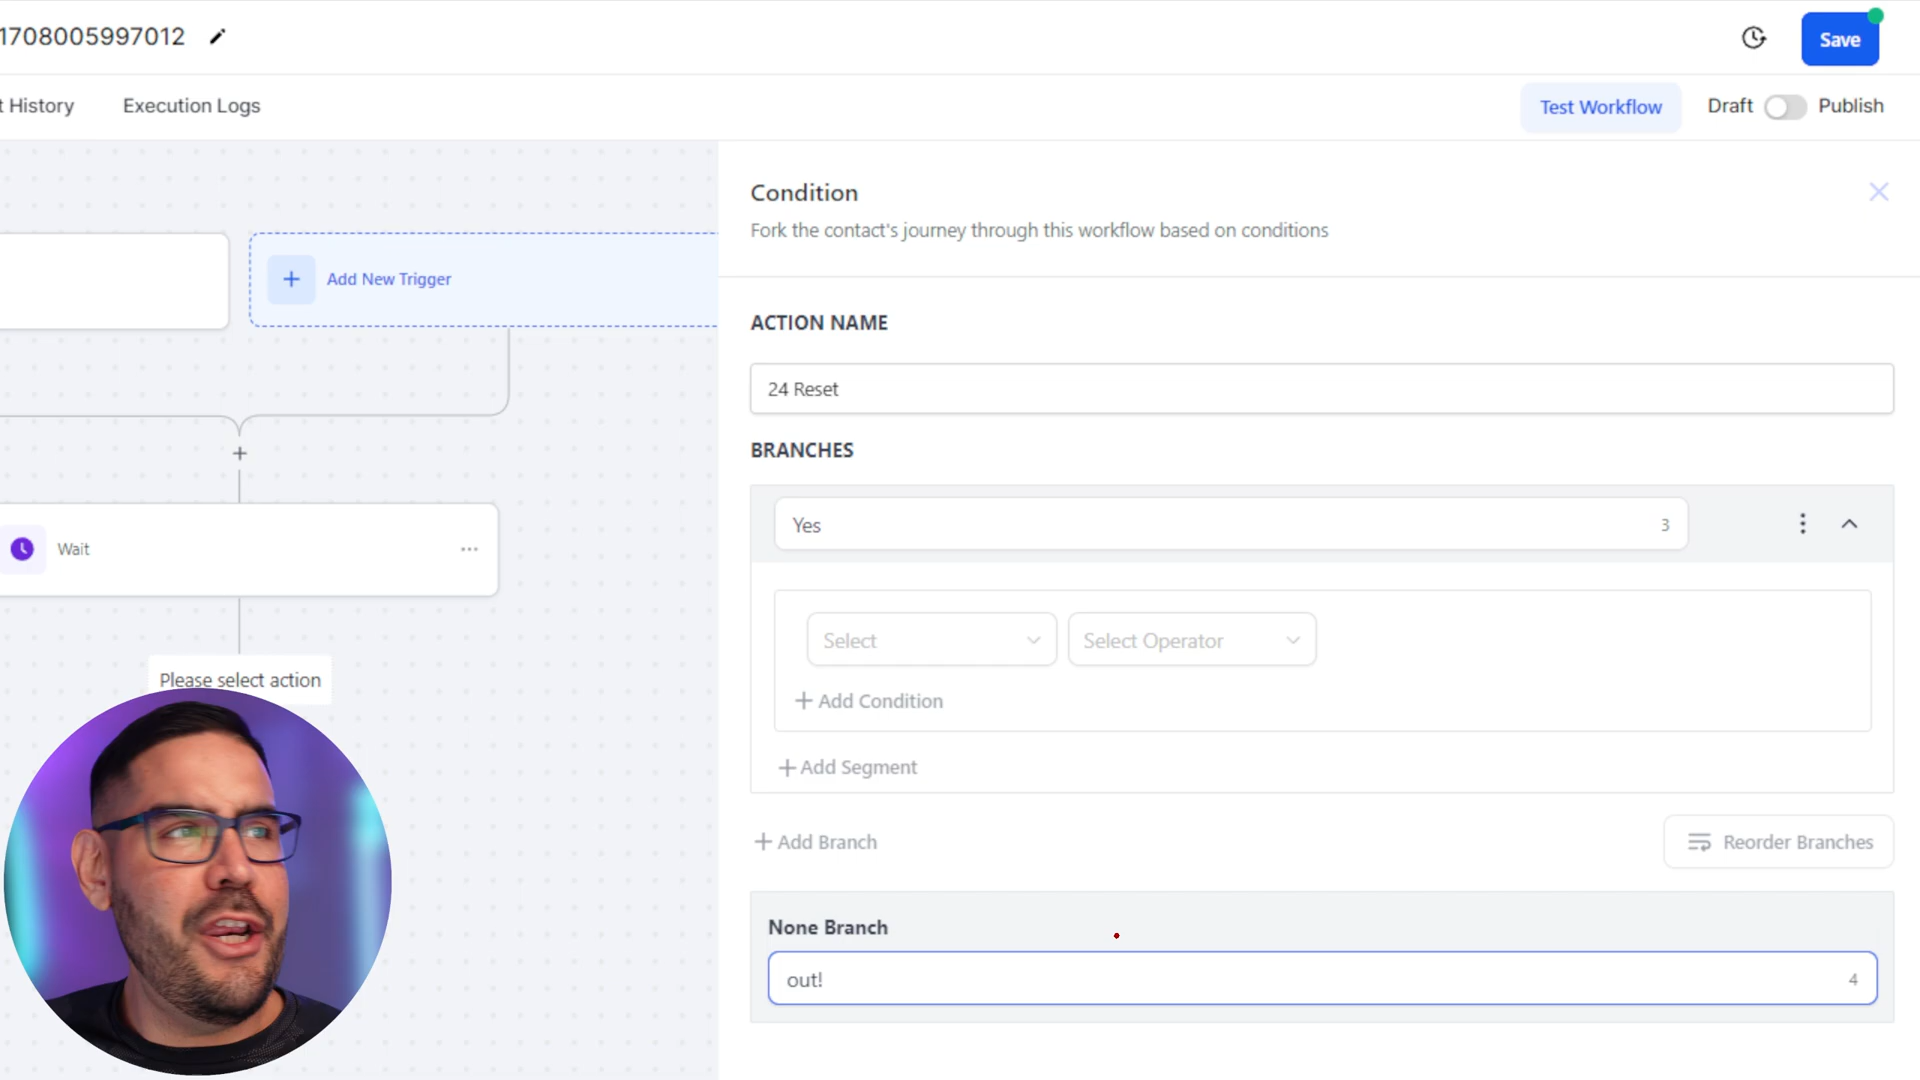 1708005997012
Save
t History
Execution Logs
Test Workflow
Draft
Publish
Condition
Fork the contact's journey through this workflow based on conditions
Add New Trigger
ACTION NAME
24 Reset
BRANCHES
Yes
3
Wait
Select
Select Operator
Please select action
Add Condition
Add Segment
Add Branch
Reorder Branches
None Branch
out!
4